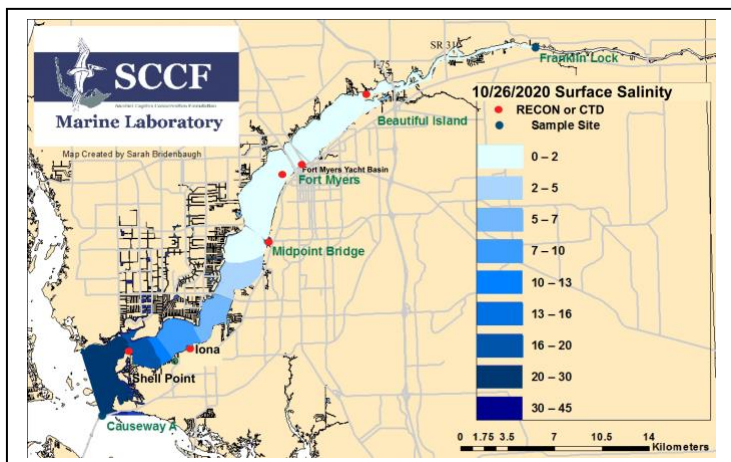 SCCF
Marine Laboratory
Map Created by Sarah Bridenbaugh
SR 31
I-75
Franklin Lock
Beautiful Island
Fort Myers Yacht Basin
Fort Myers
Midpoint Bridge
Iona
Shell Point
Causeway A
10/26/2020 Surface Salinity
RECON or CTD
Sample Site
0 – 2
2 – 5
5 – 7
7 – 10
10 – 13
13 – 16
16 – 20
20 – 30
30 – 45
0 1.75 3.5 7 10.5 14
Kilometers